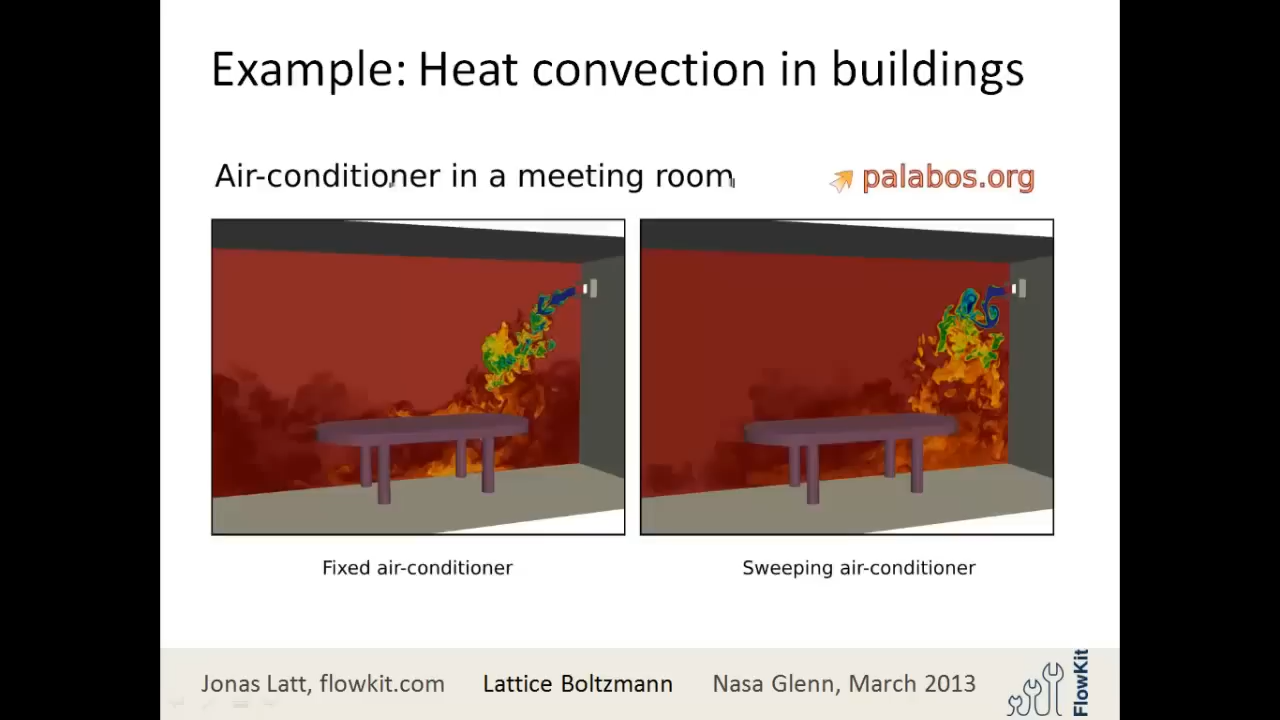 Example: Heat convection in buildings
Air-conditioner in a meeting room
palabos.org
Fixed air-conditioner
Sweeping air-conditioner
Jonas Latt, flowkit.com Lattice Boltzmann Nasa Glenn, March 2013
FlowKit